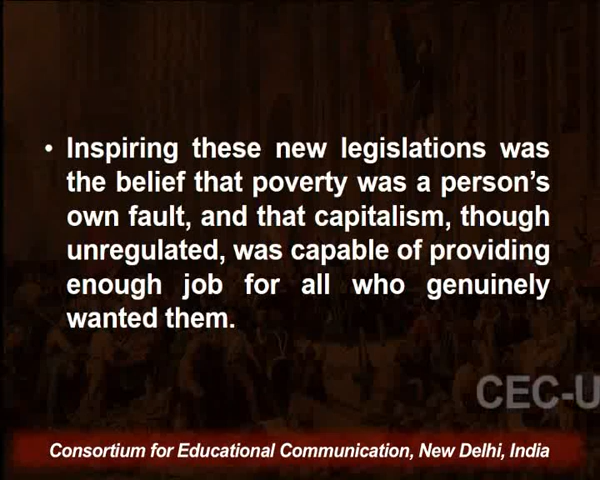 • Inspiring these new legislations was
the belief that poverty was a person's
own fault, and that capitalism, though
unregulated, was capable of providing
enough job for all who genuinely
wanted them.
CEC-U
Consortium for Educational Communication, New Delhi, India